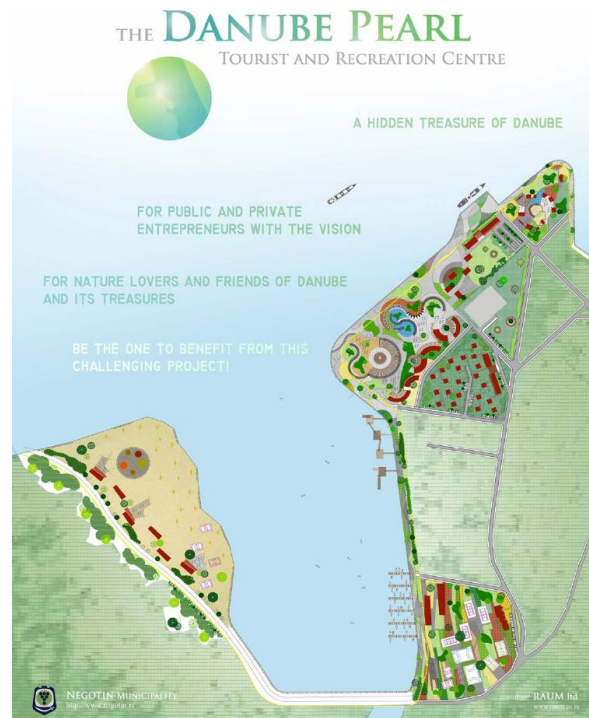 THE DANUBE PEARL
TOURIST AND RECREATION CENTRE
A HIDDEN TREASURE OF DANUBE
FOR PUBLIC AND PRIVATE
ENTREPRENEURS WITH THE VISION
FOR NATURE LOVERS AND FRIENDS OF DANUBE
AND ITS TREASURES
BE THE ONE TO BENEFIT FROM THIS
CHALLENGING PROJECT!
NEGOTIN MUNICIPALITY
RAUM ltd